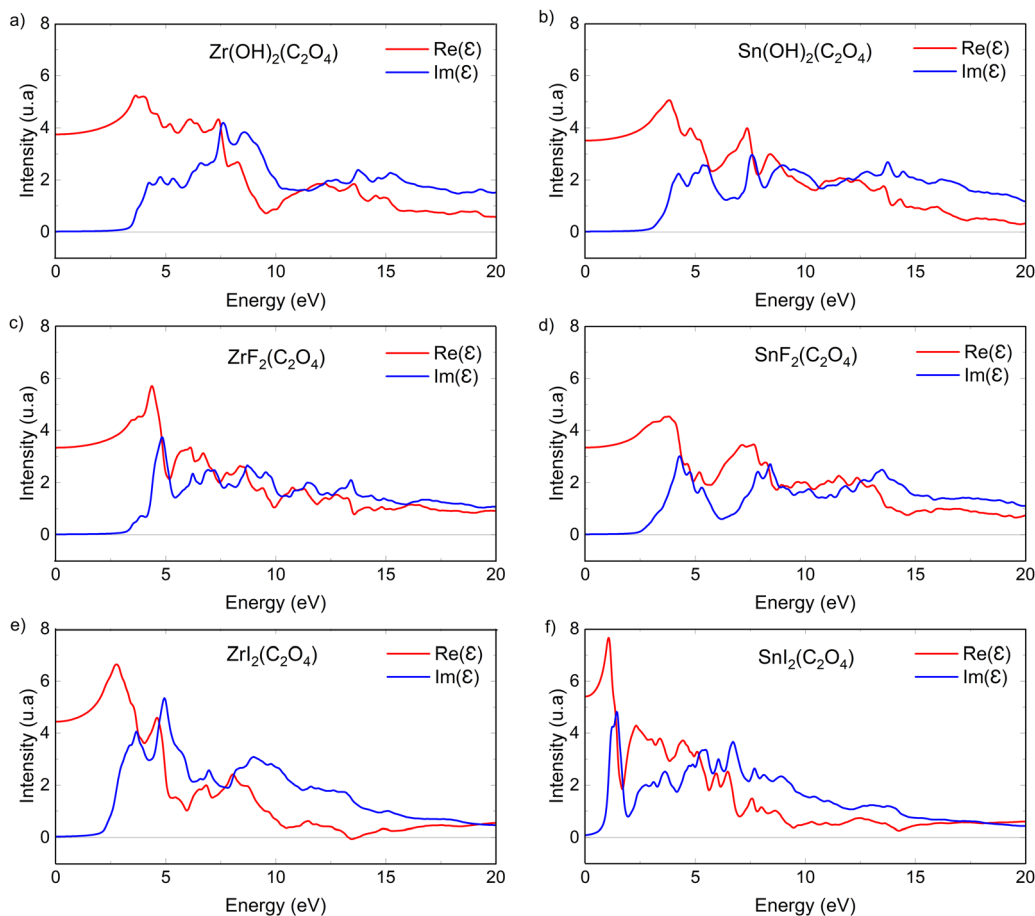 a)
Zr(OH)₂(C₂O₄)
Re(Ɛ)
Im(Ɛ)
Intensity (u.a)
8
6
4
2
0
0 5 10 15 20
Energy (eV)
b)
Sn(OH)₂(C₂O₄)
Re(Ɛ)
Im(Ɛ)
Intensity (u.a)
8
6
4
2
0
0 5 10 15 20
Energy (eV)
c)
ZrF₂(C₂O₄)
Re(Ɛ)
Im(Ɛ)
Intensity (u.a)
8
6
4
2
0
0 5 10 15 20
Energy (eV)
d)
SnF₂(C₂O₄)
Re(Ɛ)
Im(Ɛ)
Intensity (u.a)
8
6
4
2
0
0 5 10 15 20
Energy (eV)
e)
ZrI₂(C₂O₄)
Re(Ɛ)
Im(Ɛ)
Intensity (u.a)
8
6
4
2
0
0 5 10 15 20
Energy (eV)
f)
SnI₂(C₂O₄)
Re(Ɛ)
Im(Ɛ)
Intensity (u.a)
8
6
4
2
0
0 5 10 15 20
Energy (eV)